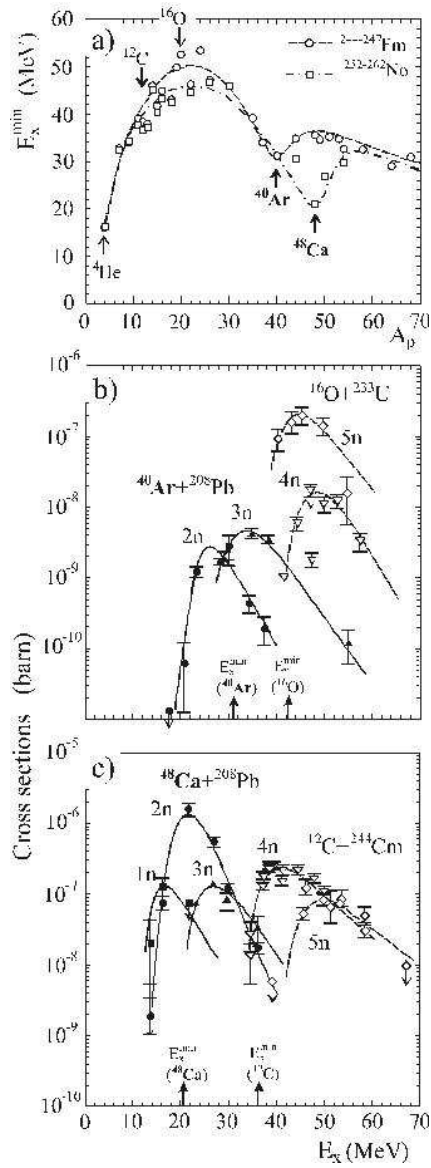 a)
E_x^min (MeV)
60
50
40
30
20
10
0
¹⁶O
¹²C
²⁻⁻⁻²⁴⁷Fm
²⁵²⁻²⁶²No
⁴⁰Ar
⁴⁸Ca
⁴He
0 10 20 30 40 50 60 70
A_p
b)
Cross sections (barn)
10⁻⁶
10⁻⁷
10⁻⁸
10⁻⁹
10⁻¹⁰
¹⁶O+²³³U
5n
4n
⁴⁰Ar+²⁰⁸Pb
2n
3n
E_x^min
(⁴⁰Ar)
E_x^min
(¹⁶O)
c)
10⁻⁵
10⁻⁶
10⁻⁷
10⁻⁸
10⁻⁹
10⁻¹⁰
⁴⁸Ca+²⁰⁸Pb
2n
1n
3n
4n
¹²C−²⁴⁴Cm
5n
E_x^min
(⁴⁸Ca)
E_x^min
(¹²C)
0 10 20 30 40 50 60 70
E_x (MeV)